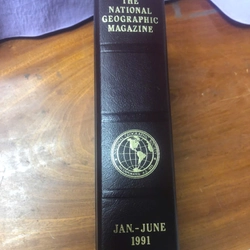 THE
NATIONAL
GEOGRAPHIC
MAGAZINE
JAN.-JUNE
1991